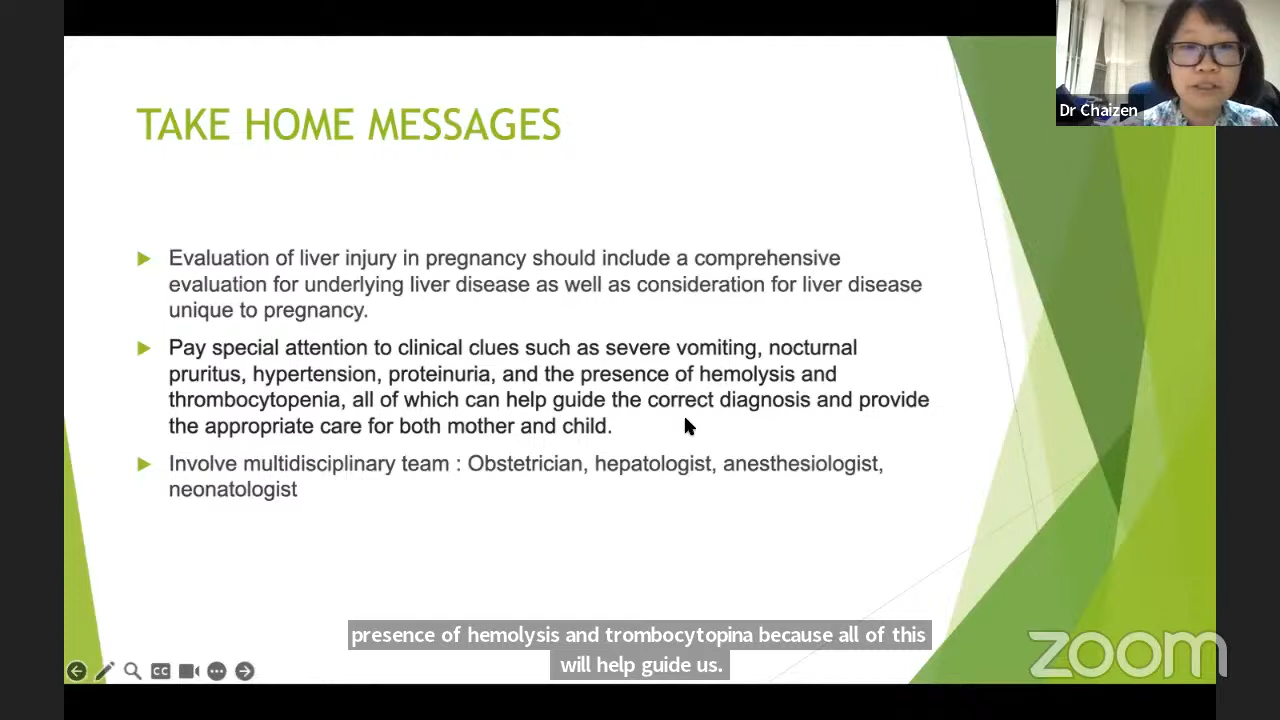 Dr Chaizen
TAKE HOME MESSAGES
Evaluation of liver injury in pregnancy should include a comprehensive
evaluation for underlying liver disease as well as consideration for liver disease
unique to pregnancy.
Pay special attention to clinical clues such as severe vomiting, nocturnal
pruritus, hypertension, proteinuria, and the presence of hemolysis and
thrombocytopenia, all of which can help guide the correct diagnosis and provide
the appropriate care for both mother and child.
Involve multidisciplinary team : Obstetrician, hepatologist, anesthesiologist,
neonatologist
presence of hemolysis and trombocytopina because all of this
will help guide us.
CC
zoom